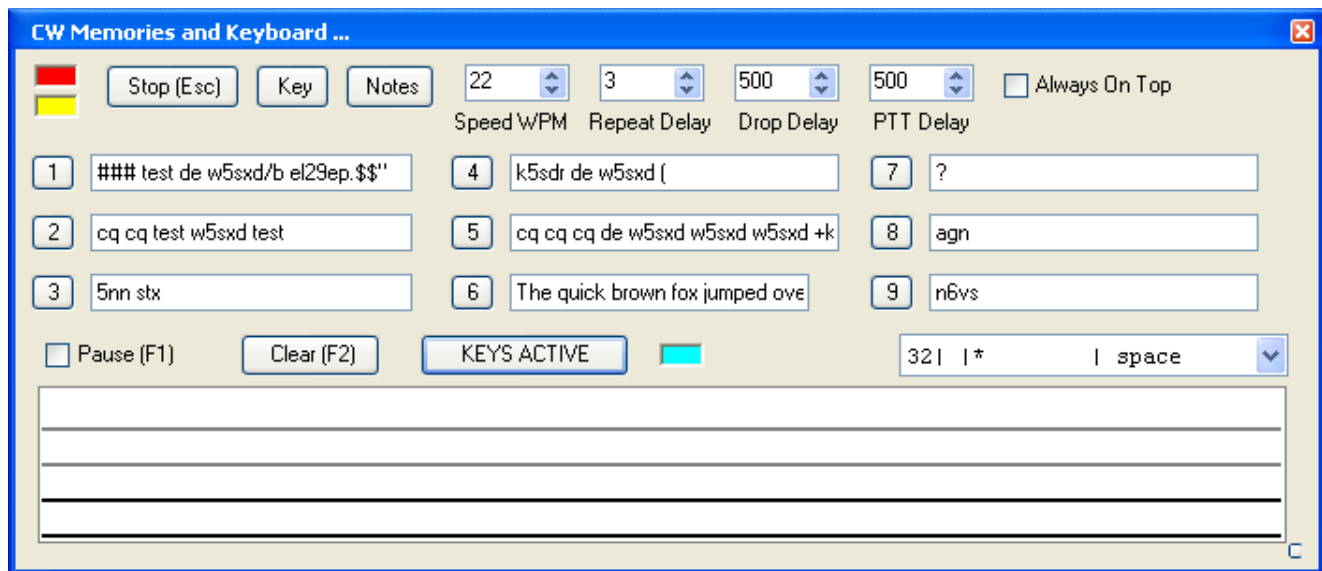 CW Memories and Keyboard ...
Stop (Esc) Key Notes 22 3 500 500 Always On Top
Speed WPM Repeat Delay Drop Delay PTT Delay
1 ### test de w5sxd/b el29ep.$$" 4 k5sdr de w5sxd ( 7 ?
2 cq cq test w5sxd test 5 cq cq cq de w5sxd w5sxd w5sxd +k 8 agn
3 5nn stx 6 The quick brown fox jumped ove 9 n6vs
Pause (F1) Clear (F2) KEYS ACTIVE 32| |* | space